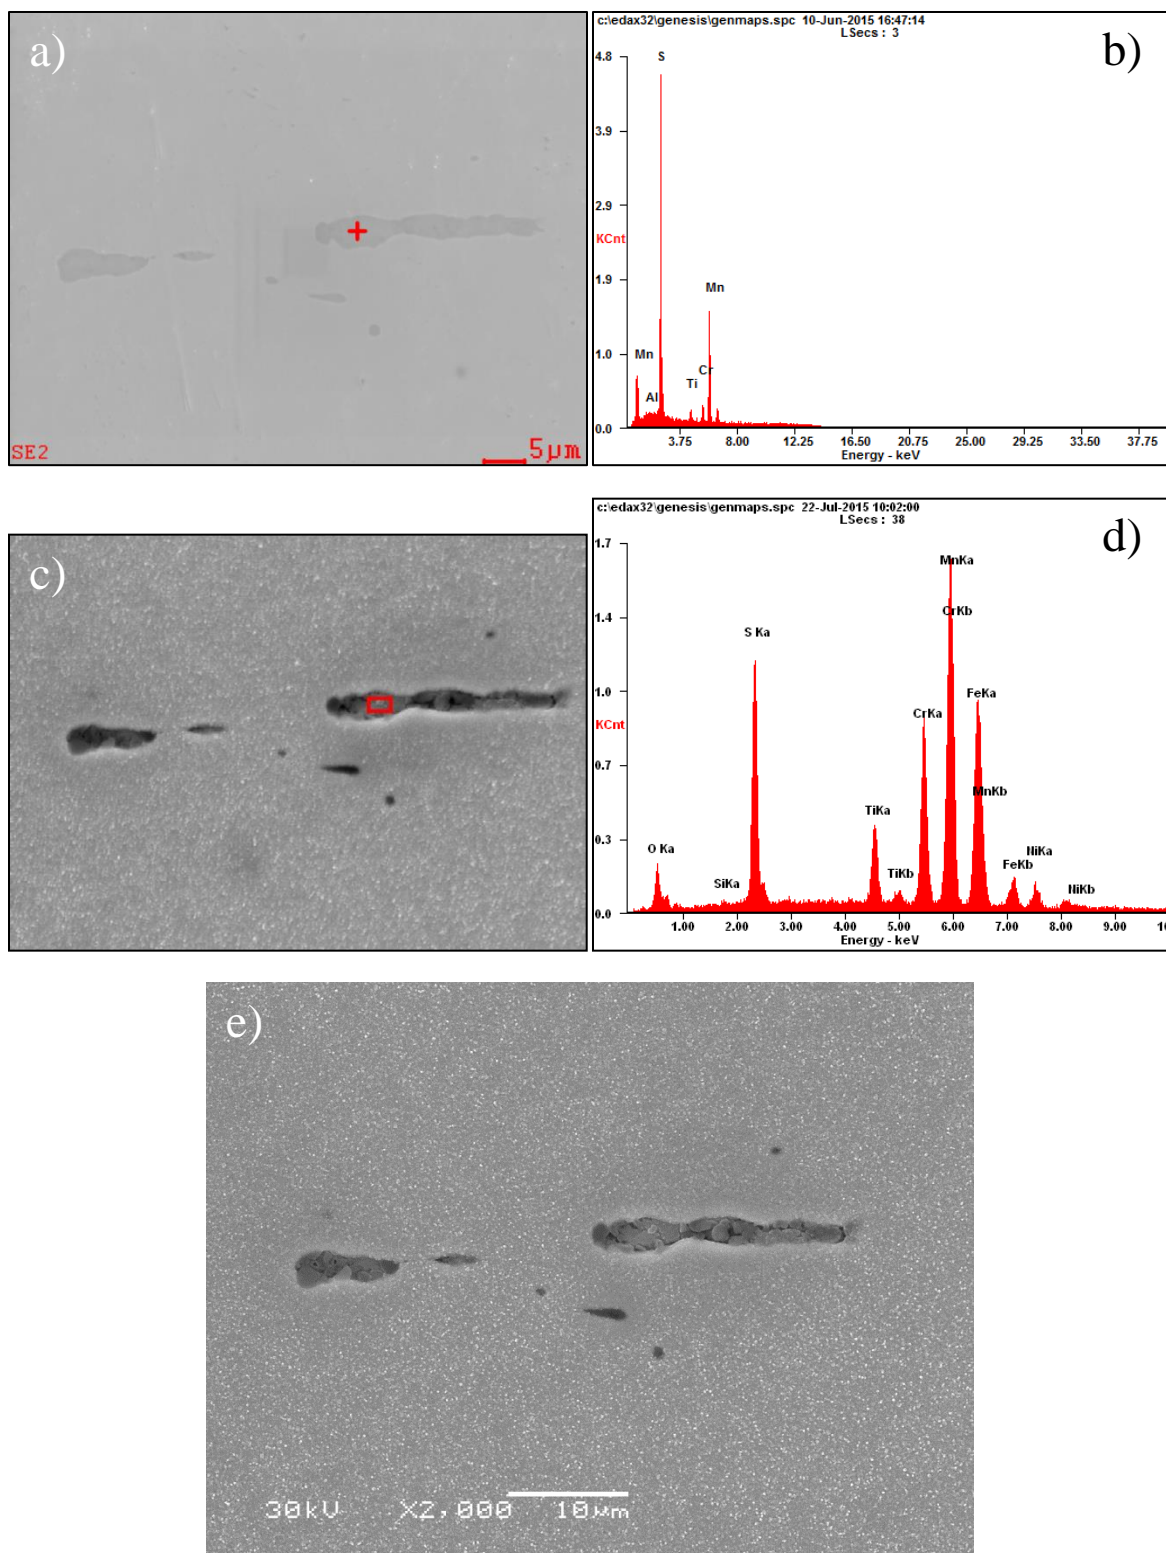 a)
SE2
5µm
c:\edax32\genesis\genmaps.spc 10-Jun-2015 16:47:14
LSecs : 3
b)
4.8
3.9
2.9
KCnt
1.9
1.0
0.0
S
Mn
Mn
Al
Ti
Cr
3.75 8.00 12.25 16.50 20.75 25.00 29.25 33.50 37.75
Energy - keV
c)
c:\edax32\genesis\genmaps.spc 22-Jul-2015 10:02:00
LSecs : 38
d)
1.7
1.4
1.0
KCnt
0.7
0.3
0.0
MnKa
CrKb
S Ka
FeKa
CrKa
MnKb
TiKa
O Ka
NiKa
TiKb
FeKb
SiKa
NiKb
1.00 2.00 3.00 4.00 5.00 6.00 7.00 8.00 9.00 10
Energy - keV
e)
30kV X2,000 10µm